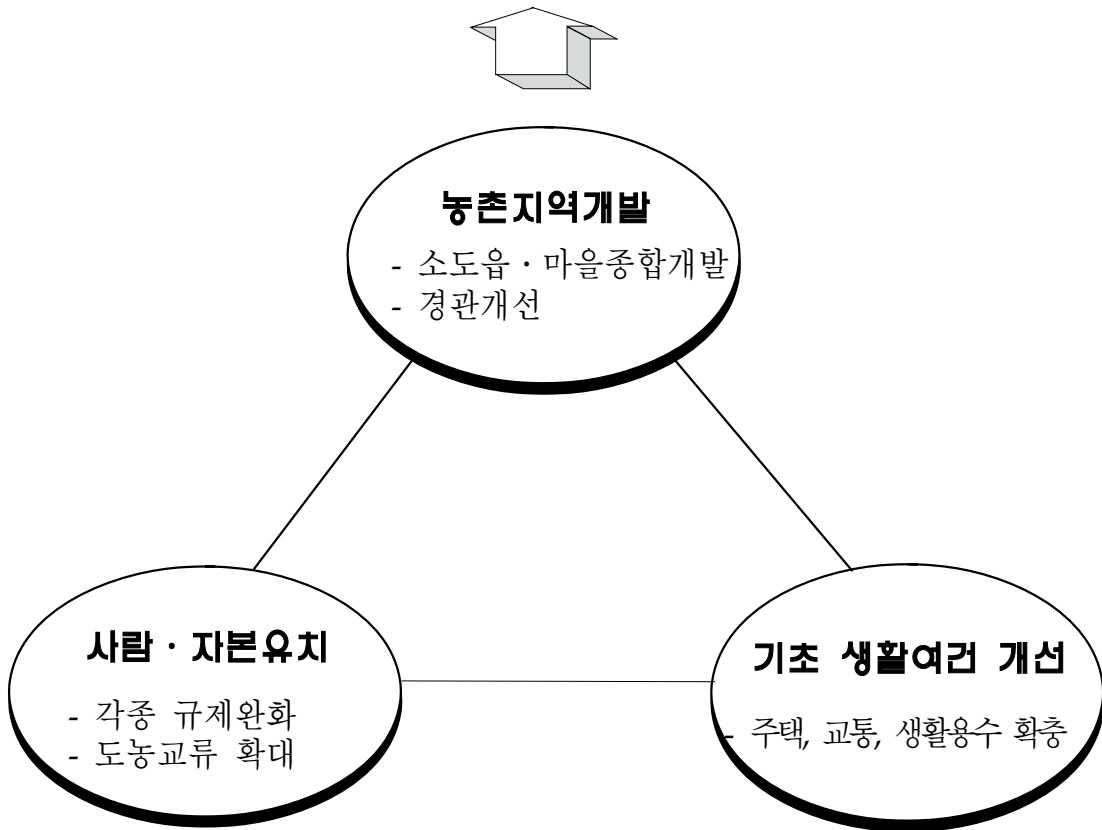 농촌지역개발
- 소도읍 · 마을종합개발
- 경관개선
사람 · 자본유치
- 각종 규제완화
- 도농교류 확대
기초 생활여건 개선
- 주택, 교통, 생활용수 확충